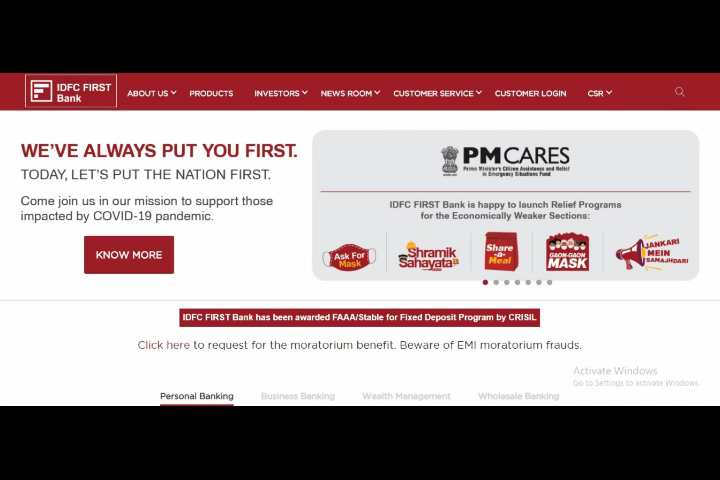 IDFC FIRST
Bank
ABOUT US
PRODUCTS
INVESTORS
NEWS ROOM
CUSTOMER SERVICE
CUSTOMER LOGIN
CSR
WE'VE ALWAYS PUT YOU FIRST.
TODAY, LET'S PUT THE NATION FIRST.
Come join us in our mission to support those
impacted by COVID-19 pandemic.
KNOW MORE
PM CARES
Prime Minister's Citizen Assistance and Relief
in Emergency Situations Fund
IDFC FIRST Bank is happy to launch Relief Programs
for the Economically Weaker Sections:
Ask For
Mask
Shramik
Sahayata
Share
-a-
Meal
GAON-GAON
MASK
JANKARI
MEIN
SAMAJHDARI
IDFC FIRST Bank has been awarded FAAA/Stable for Fixed Deposit Program by CRISIL
Click here to request for the moratorium benefit. Beware of EMI moratorium frauds.
Activate Windows
Go to Settings to activate Windows.
Personal Banking
Business Banking
Wealth Management
Wholesale Banking